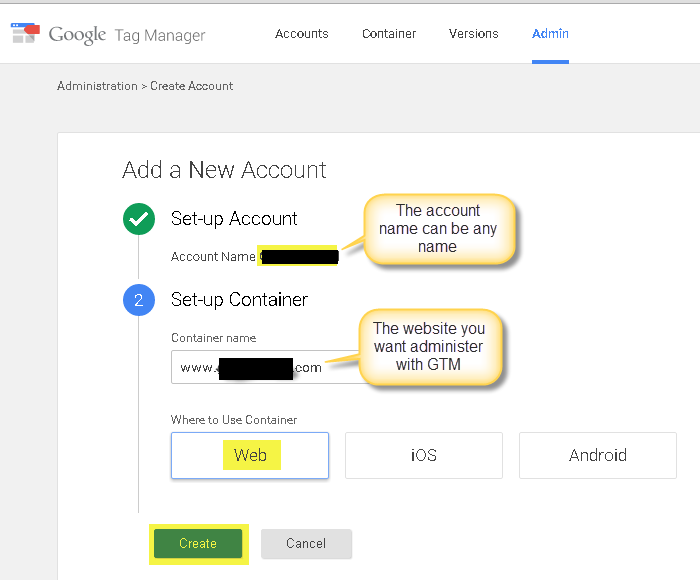 Google Tag Manager
Accounts Container Versions Admin
Administration > Create Account
Add a New Account
Set-up Account
Account Name
The account
name can be any
name
2
Set-up Container
Container name
www. .com
The website you
want administer
with GTM
Where to Use Container
Web iOS Android
Create Cancel